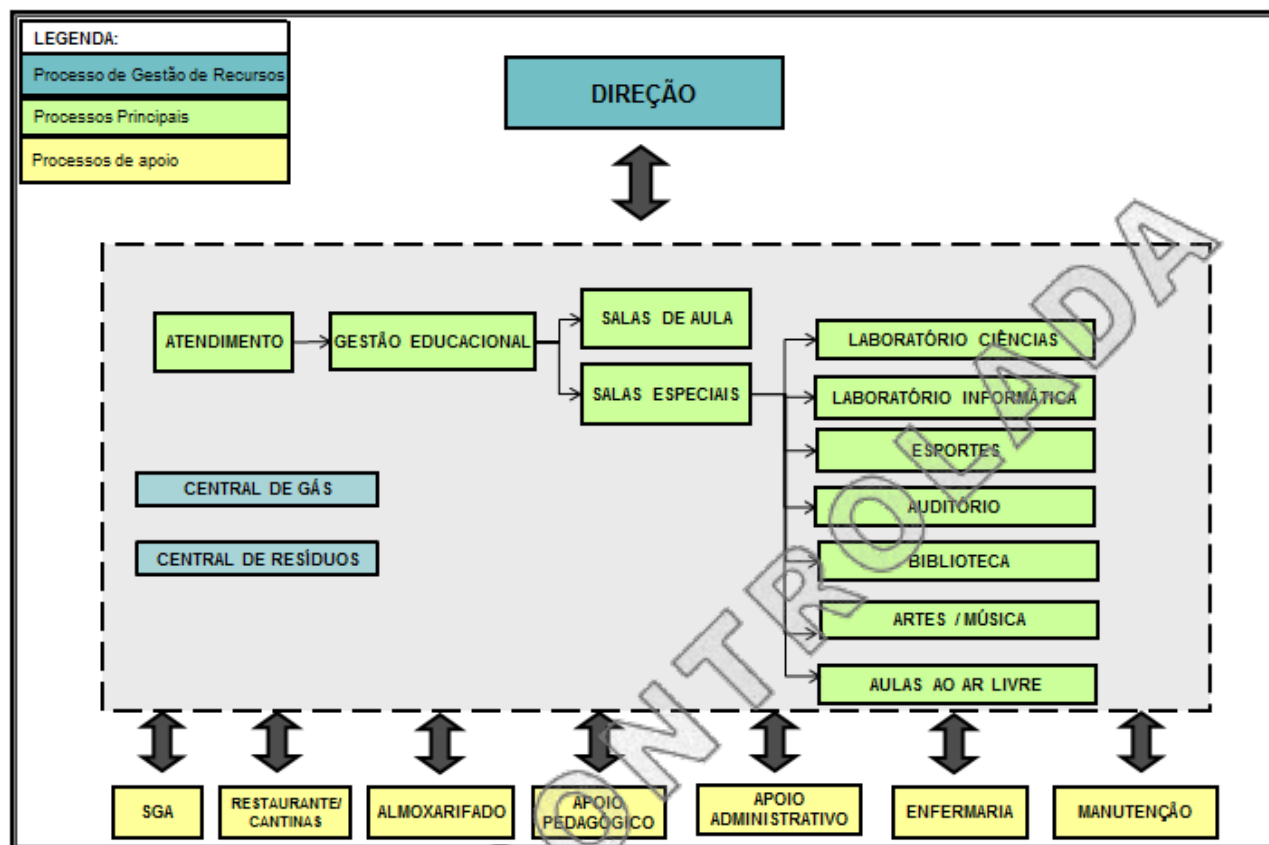 LEGENDA:
Processo de Gestão de Recursos
Processos Principais
Processos de apoio
DIREÇÃO
ATENDIMENTO
GESTÃO EDUCACIONAL
SALAS DE AULA
SALAS ESPECIAIS
LABORATÓRIO CIÊNCIAS
LABORATÓRIO INFORMÁTICA
ESPORTES
AUDITÓRIO
BIBLIOTECA
ARTES / MÚSICA
AULAS AO AR LIVRE
CENTRAL DE GÁS
CENTRAL DE RESÍDUOS
SGA
RESTAURANTE/
CANTINAS
ALMOXARIFADO
APOIO
PEDAGÓGICO
APOIO
ADMINISTRATIVO
ENFERMARIA
MANUTENÇÃO
ONTROLADA